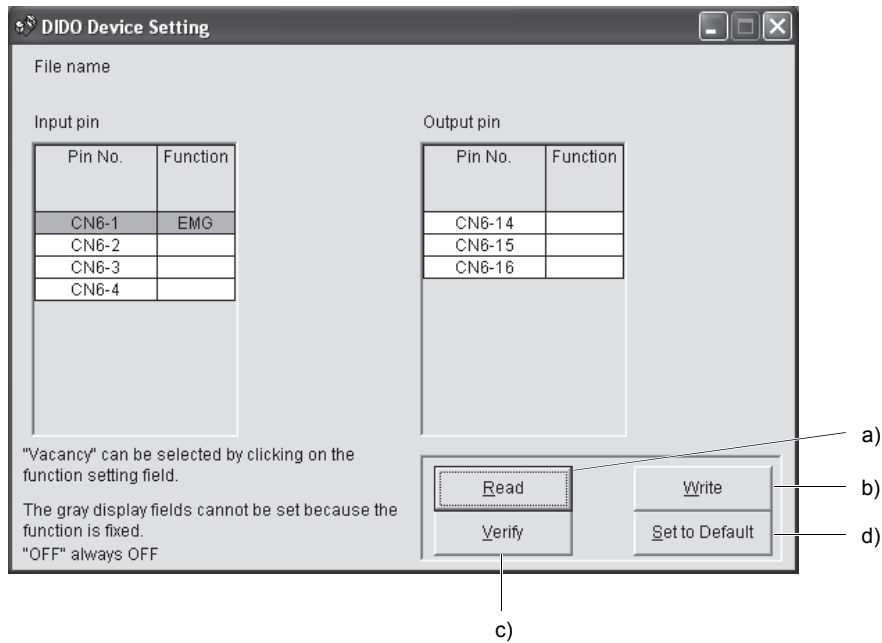 DIDO Device Setting
File name
Input pin
Output pin
Pin No. Function
Pin No. Function
CN6-1 EMG
CN6-14
CN6-2
CN6-15
CN6-3
CN6-16
CN6-4
"Vacancy" can be selected by clicking on the
function setting field.
The gray display fields cannot be set because the
function is fixed.
"OFF" always OFF
Read
Write
Verify
Set to Default
a)
b)
d)
c)